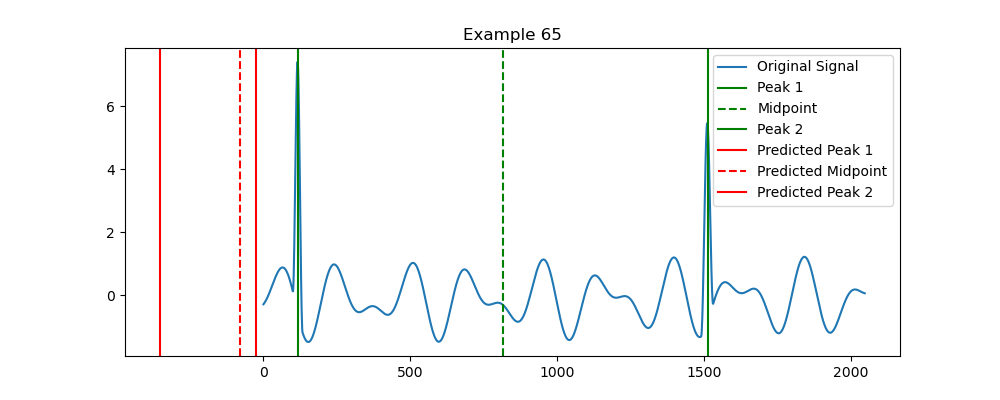 Example 65
Original Signal
Peak 1
Midpoint
Peak 2
Predicted Peak 1
Predicted Midpoint
Predicted Peak 2
6
4
2
0
0 500 1000 1500 2000